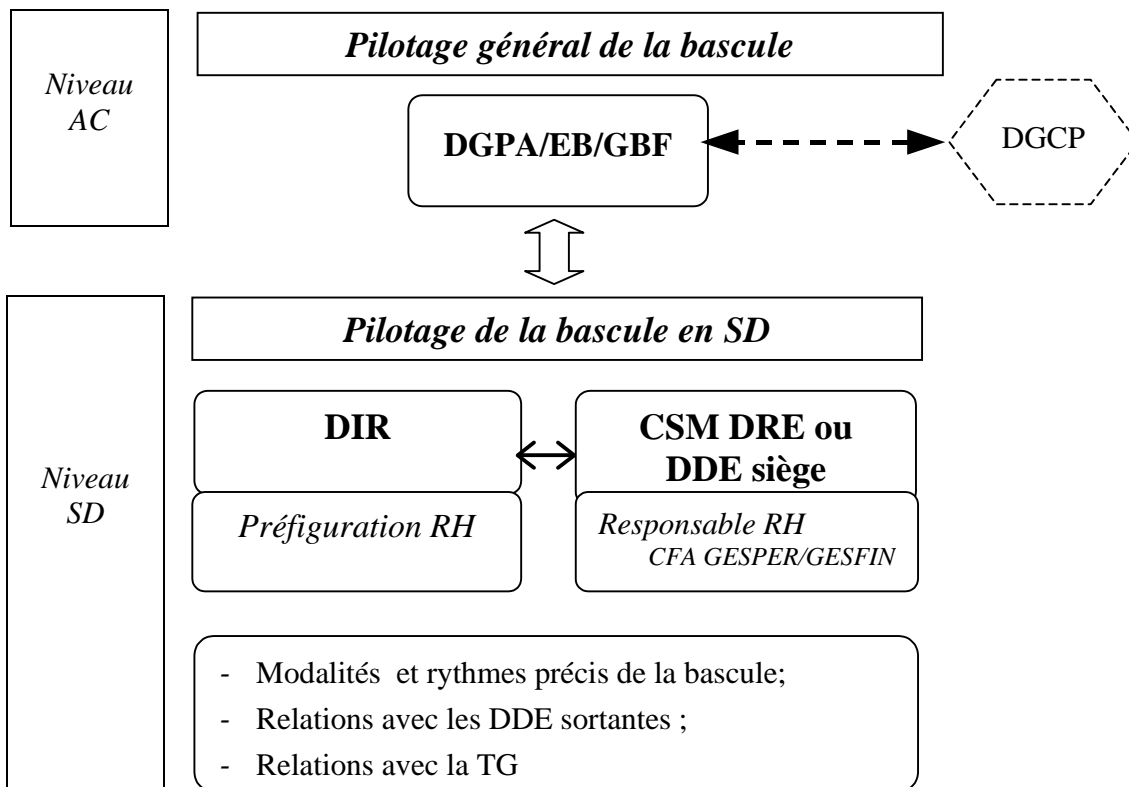 Niveau
AC
Pilotage général de la bascule
DGPA/EB/GBF
DGCP
Niveau
SD
Pilotage de la bascule en SD
DIR
Préfiguration RH
CSM DRE ou
DDE siège
Responsable RH
CFA GESPER/GESFIN
- Modalités et rythmes précis de la bascule;
- Relations avec les DDE sortantes ;
- Relations avec la TG